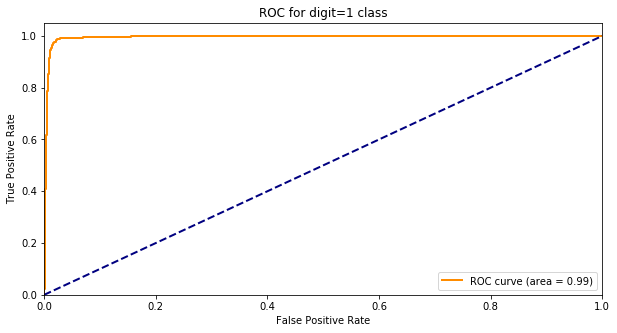 ROC for digit=1 class
True Positive Rate
1.0
0.8
0.6
0.4
0.2
0.0
0.0 0.2 0.4 0.6 0.8 1.0
False Positive Rate
ROC curve (area = 0.99)